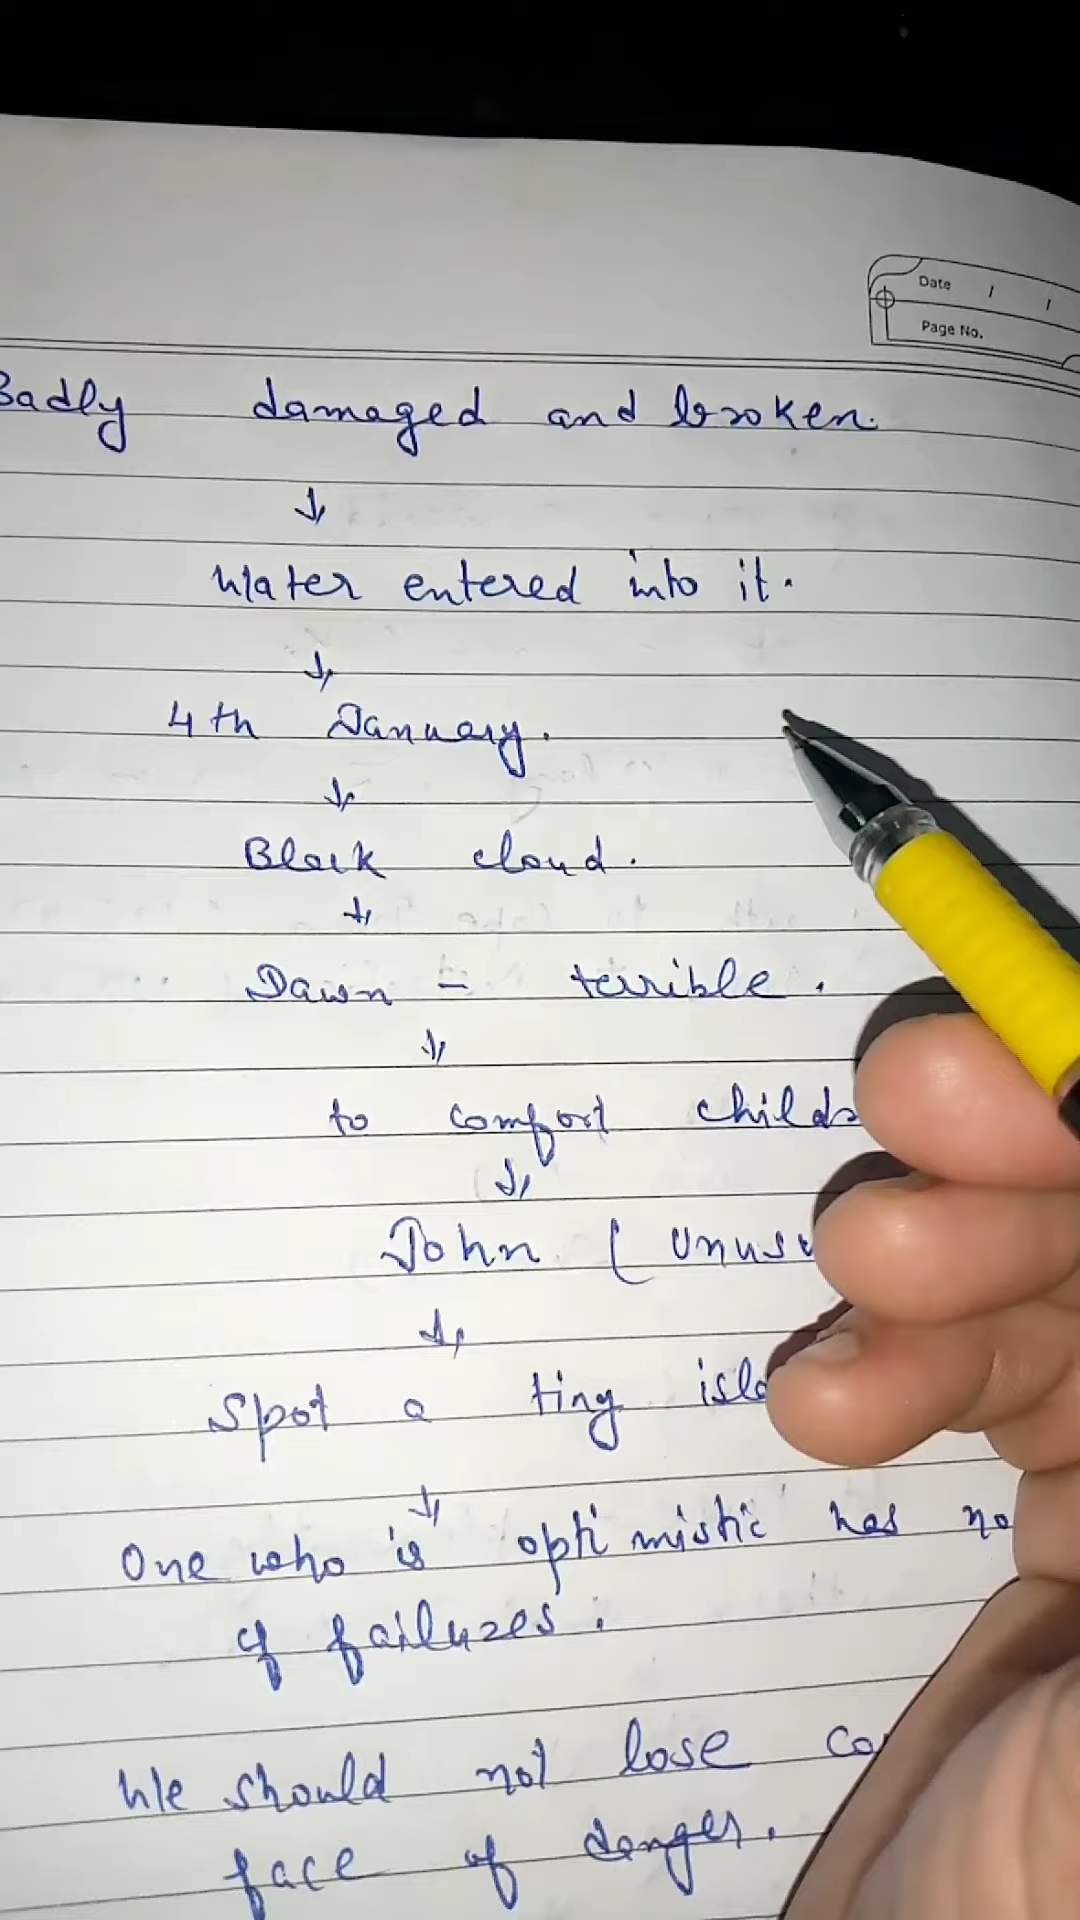 Date / /
Page No.
Badly damaged and broken.
↓
Water entered into it.
↓
4th January.
↓
Black cloud.
↓
Dawn - terrible.
↓
to comfort
↓
John (
↓
Spot a tiny
↓
One who is optimistic has no
of failures.
We should not lose
face of danger.